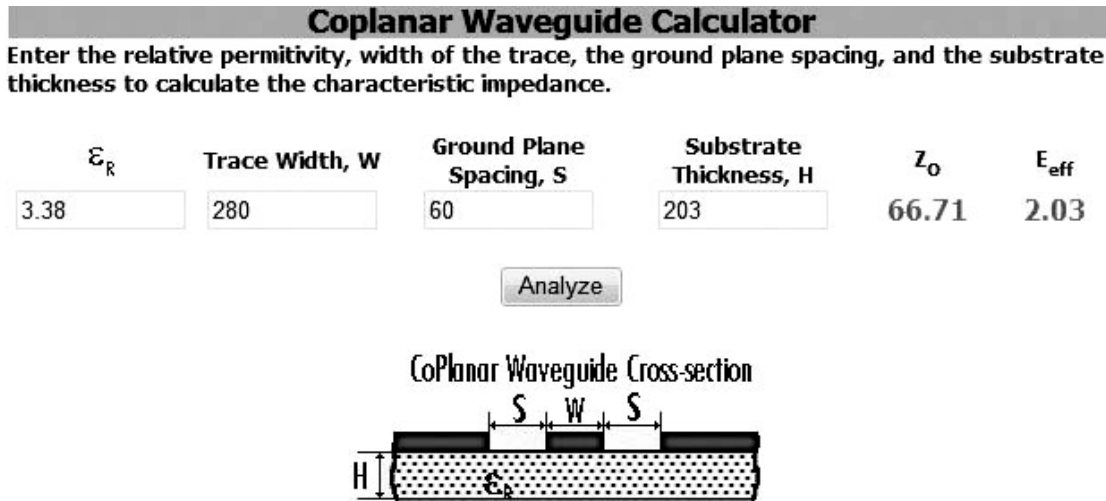 Coplanar Waveguide Calculator
Enter the relative permitivity, width of the trace, the ground plane spacing, and the substrate
thickness to calculate the characteristic impedance.
εR
Trace Width, W
Ground Plane
Spacing, S
Substrate
Thickness, H
ZO
Eeff
3.38
280
60
203
66.71
2.03
Analyze
CoPlanar Waveguide Cross-section
S W S
H
εR